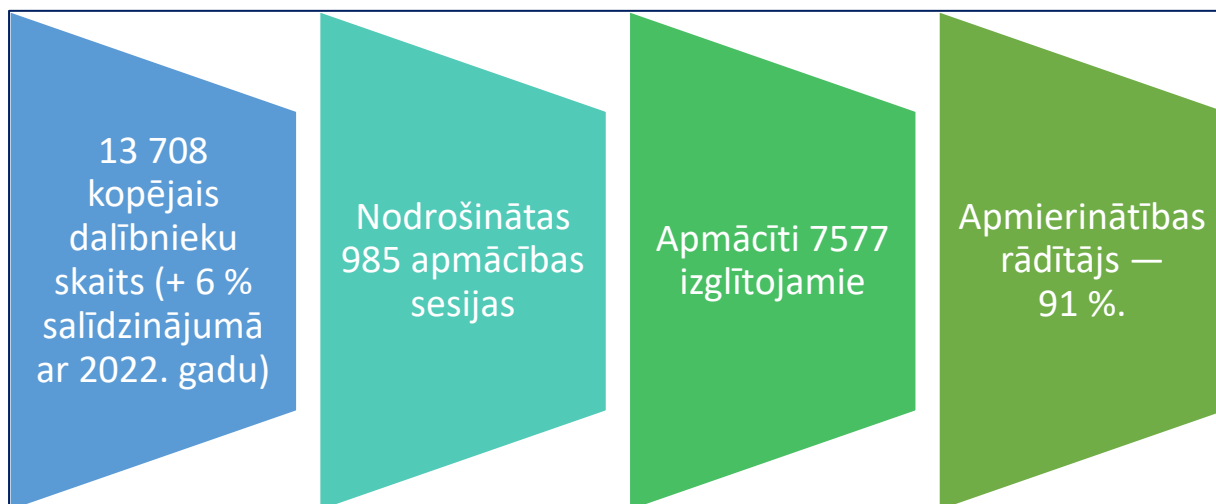 13 708
kopējais
dalībnieku
skaits (+ 6 %
salīdzinājumā
ar 2022. gadu)
Nodrošinātas
985 apmācības
sesijas
Apmācīti 7577
izglītojamie
Apmierinātības
rādītājs —
91 %.